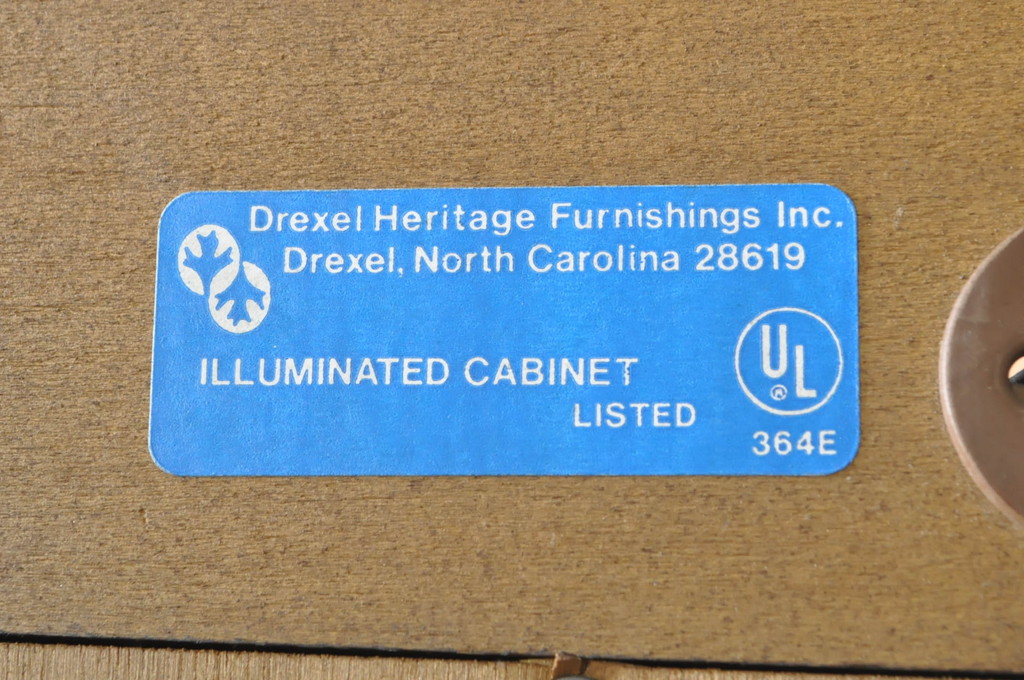 Drexel Heritage Furnishings Inc.
Drexel, North Carolina 28619
ILLUMINATED CABINET
LISTED
UL
®
364E